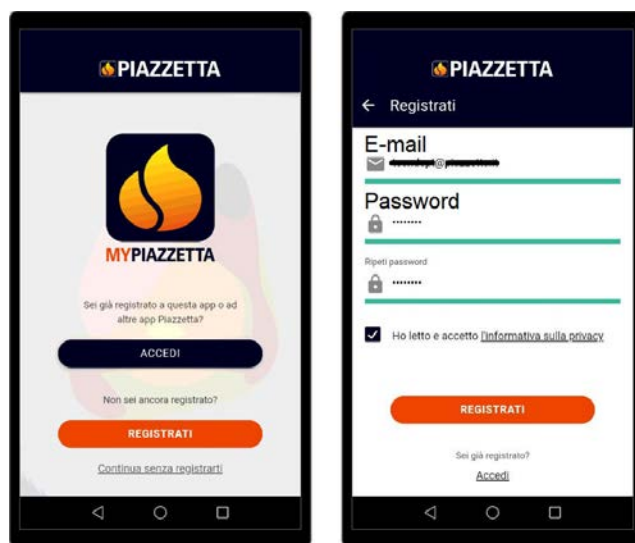 PIAZZETTA
MYPIAZZETTA
Sei già registrato a questa app o ad
altre app Piazzetta?
ACCEDI
Non sei ancora registrato?
REGISTRATI
Continua senza registrarti
PIAZZETTA
Registrati
E-mail
Password
Ripeti password
Ho letto e accetto l'informativa sulla privacy
REGISTRATI
Sei già registrato?
Accedi